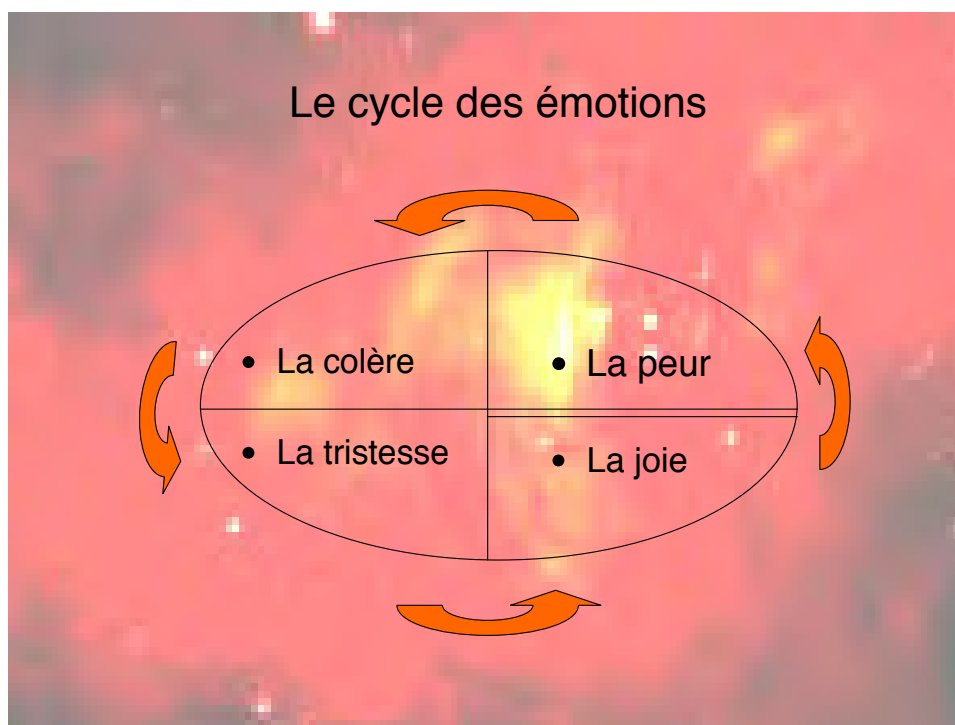 Le cycle des émotions
• La colère
• La peur
• La tristesse
• La joie